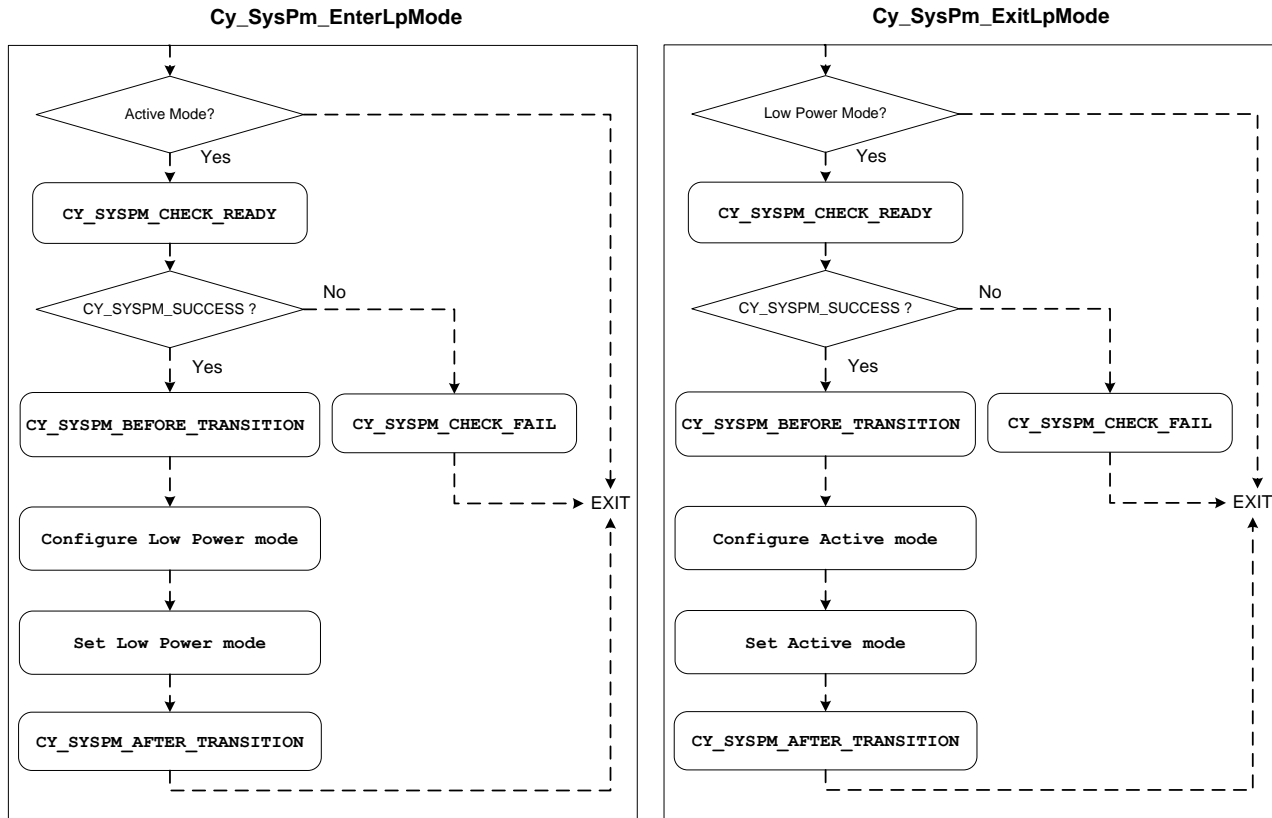 Cy_SysPm_EnterLpMode
Active Mode?
Yes
CY_SYSPM_CHECK_READY
CY_SYSPM_SUCCESS ?
No
Yes
CY_SYSPM_BEFORE_TRANSITION
CY_SYSPM_CHECK_FAIL
EXIT
Configure Low Power mode
Set Low Power mode
CY_SYSPM_AFTER_TRANSITION
Cy_SysPm_ExitLpMode
Low Power Mode?
Yes
CY_SYSPM_CHECK_READY
CY_SYSPM_SUCCESS ?
No
Yes
CY_SYSPM_BEFORE_TRANSITION
CY_SYSPM_CHECK_FAIL
EXIT
Configure Active mode
Set Active mode
CY_SYSPM_AFTER_TRANSITION